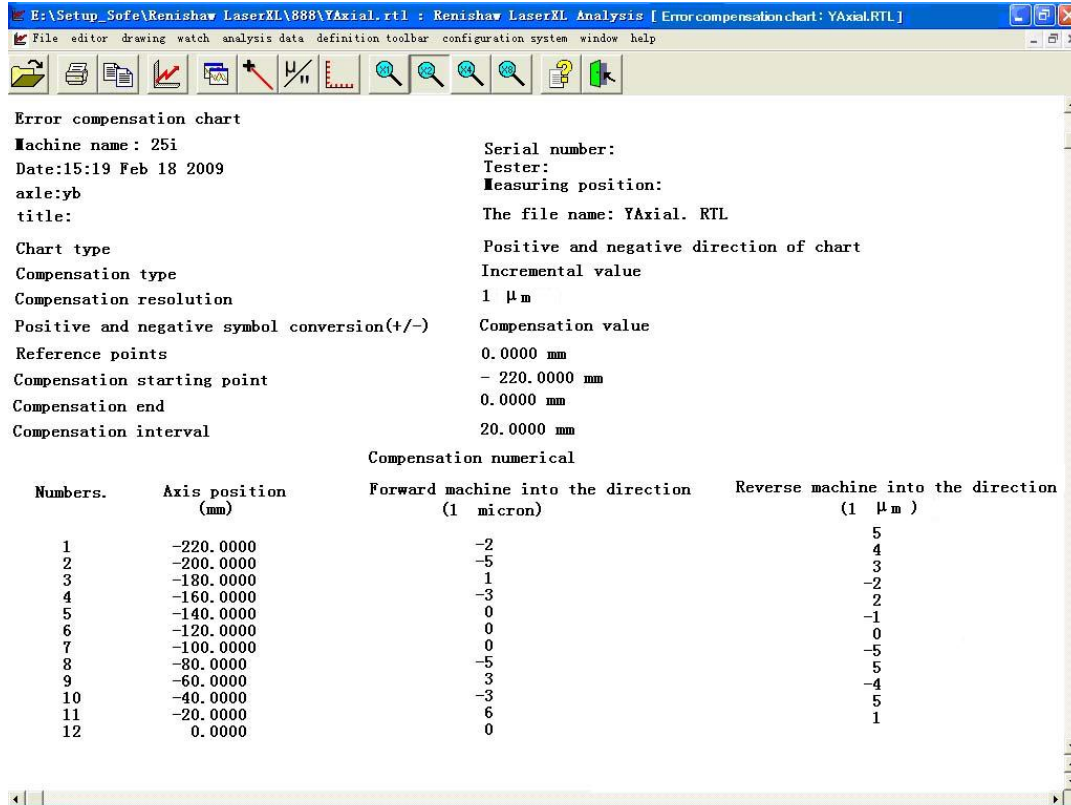 E:\Setup_Sofe\Renishaw LaserXL\888\YAxial.rtl : Renishaw LaserXL Analysis [ Error compensation chart: YAxial.RTL ]
File editor drawing watch analysis data definition toolbar configuration system window help
X1 X2 X4 X8
Error compensation chart
Machine name: 25i
Serial number:
Date:15:19 Feb 18 2009
Tester:
axle:yb
Measuring position:
title:
The file name: YAxial. RTL
Chart type Positive and negative direction of chart
Compensation type Incremental value
Compensation resolution 1 μm
Positive and negative symbol conversion(+/-) Compensation value
Reference points 0.0000 mm
Compensation starting point - 220.0000 mm
Compensation end 0.0000 mm
Compensation interval 20.0000 mm
Compensation numerical
Numbers. Axis position Forward machine into the direction Reverse machine into the direction
(mm) (1 micron) (1 μm )
1 -220.0000 -2 5
2 -200.0000 -5 4
3 -180.0000 1 3
4 -160.0000 -3 -2
5 -140.0000 0 2
6 -120.0000 0 -1
7 -100.0000 0 0
8 -80.0000 -5 -5
9 -60.0000 3 5
10 -40.0000 -3 -4
11 -20.0000 6 5
12 0.0000 0 1